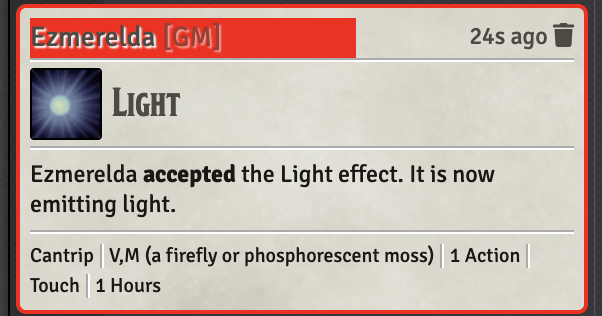 Ezmerelda [GM] 24s ago
Light
Ezmerelda accepted the Light effect. It is now
emitting light.
Cantrip | V,M (a firefly or phosphorescent moss) | 1 Action |
Touch | 1 Hours